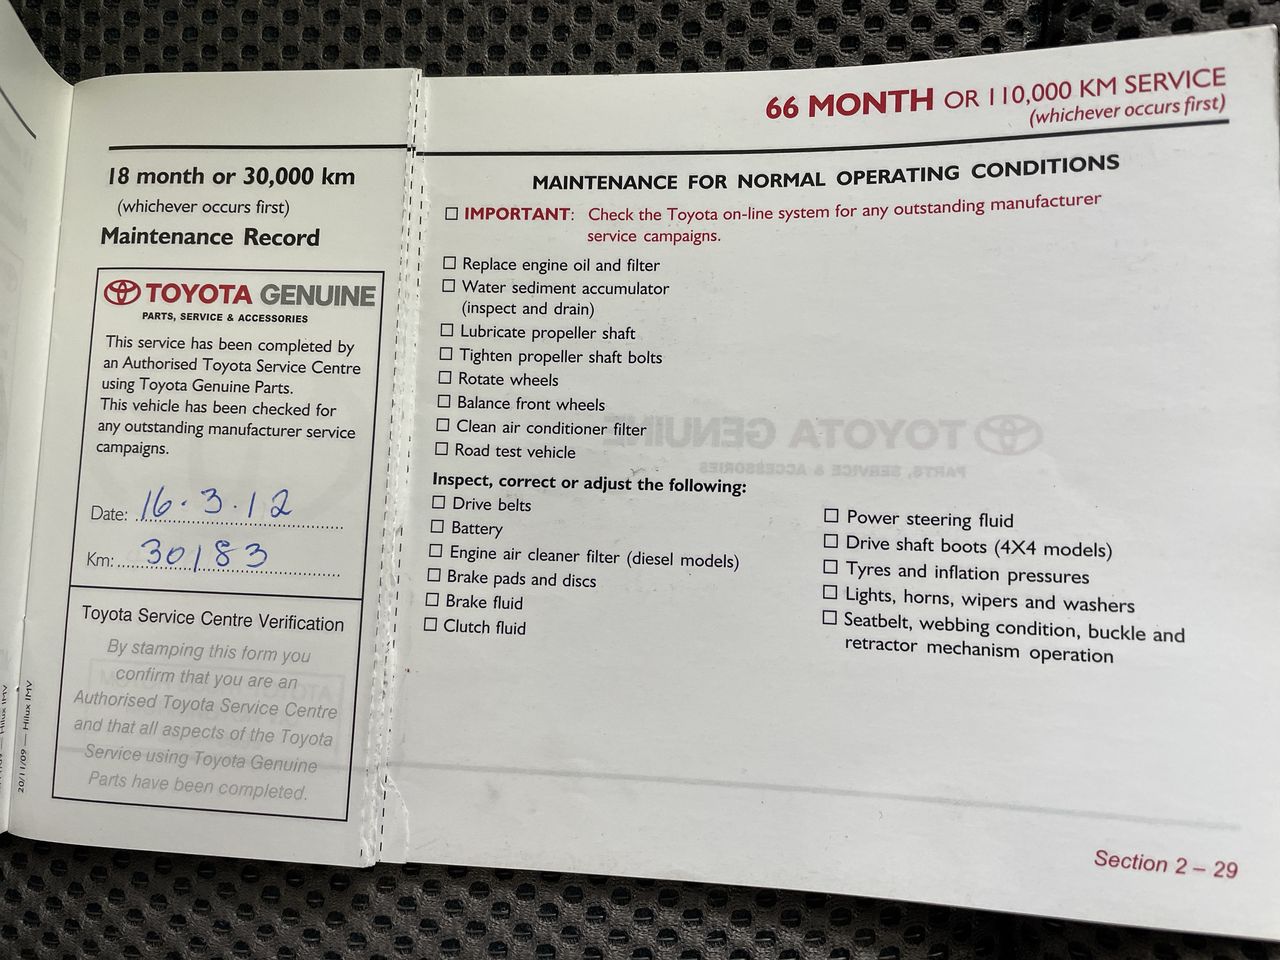 18 month or 30,000 km
(whichever occurs first)
Maintenance Record
TOYOTA GENUINE
PARTS, SERVICE & ACCESSORIES
This service has been completed by
an Authorised Toyota Service Centre
using Toyota Genuine Parts.
This vehicle has been checked for
any outstanding manufacturer service
campaigns.
Date: 16.3.12
Km: 30183
Toyota Service Centre Verification
By stamping this form you
confirm that you are an
Authorised Toyota Service Centre
and that all aspects of the Toyota
Service using Toyota Genuine
Parts have been completed.
20/11/09 — Hilux IMV
66 MONTH OR 110,000 KM SERVICE
(whichever occurs first)
MAINTENANCE FOR NORMAL OPERATING CONDITIONS
IMPORTANT: Check the Toyota on-line system for any outstanding manufacturer
service campaigns.
Replace engine oil and filter
Water sediment accumulator
(inspect and drain)
Lubricate propeller shaft
Tighten propeller shaft bolts
Rotate wheels
Balance front wheels
Clean air conditioner filter
Road test vehicle
Inspect, correct or adjust the following:
Drive belts
Battery
Engine air cleaner filter (diesel models)
Brake pads and discs
Brake fluid
Clutch fluid
Power steering fluid
Drive shaft boots (4X4 models)
Tyres and inflation pressures
Lights, horns, wipers and washers
Seatbelt, webbing condition, buckle and
retractor mechanism operation
TOYOTA GENUINE
PARTS, SERVICE & ACCESSORIES
Section 2 – 29